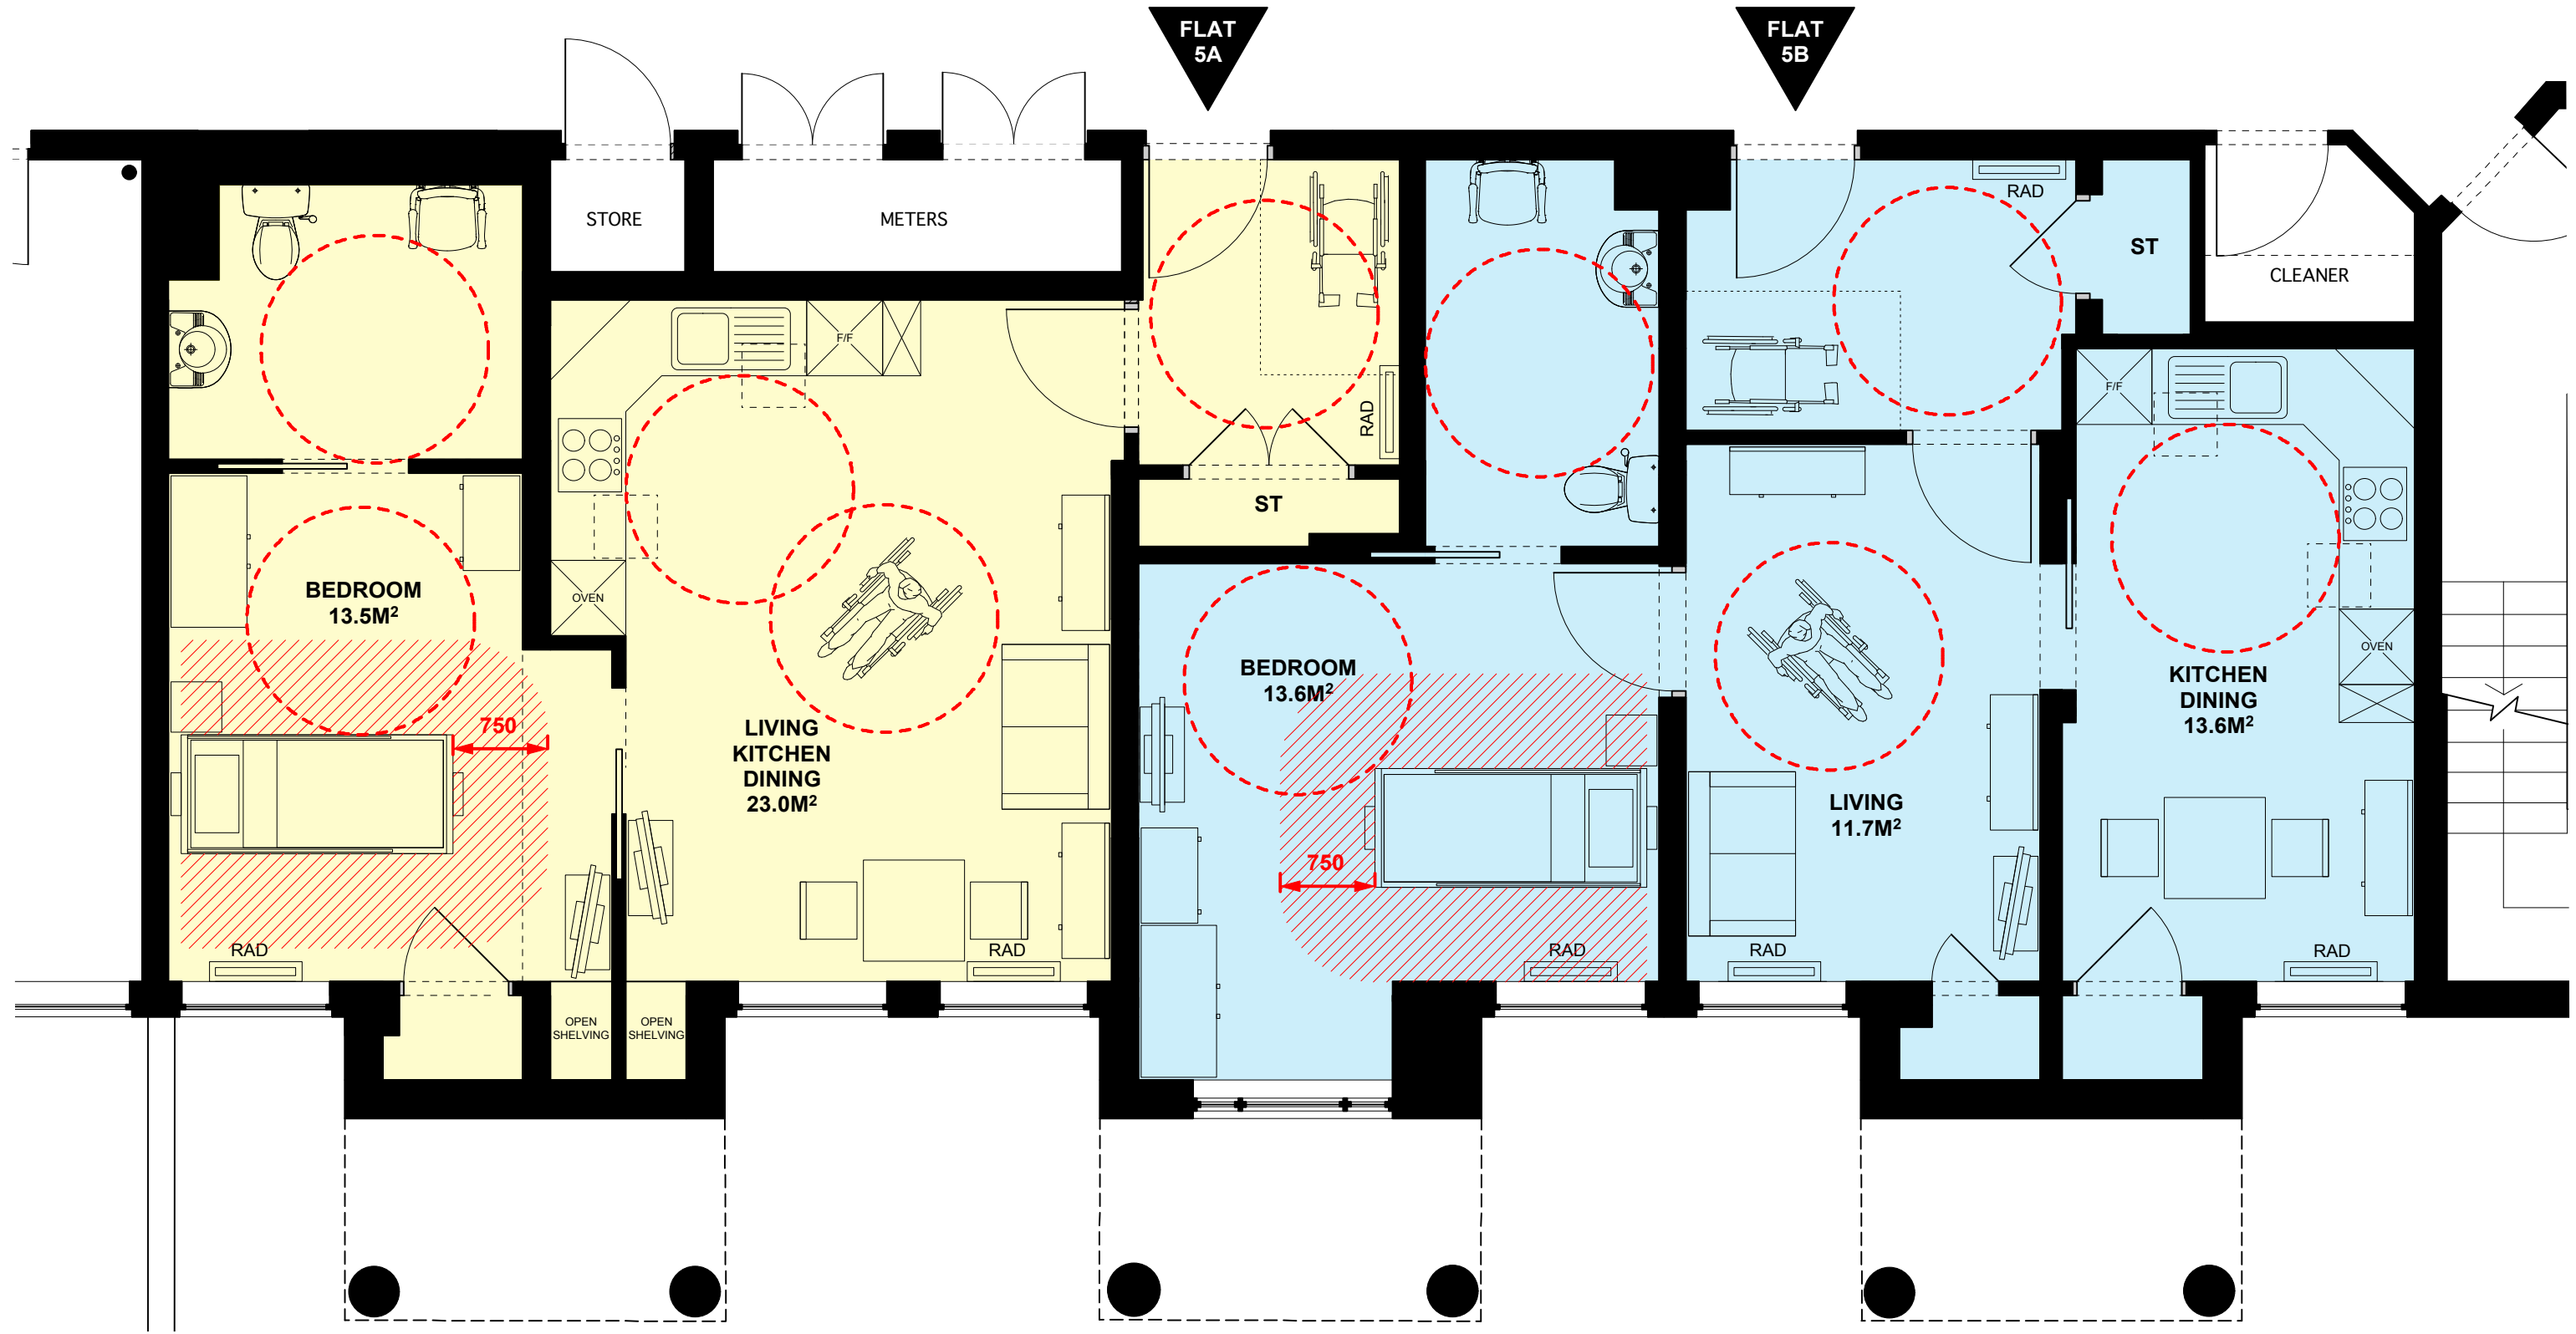 FLAT
5A
FLAT
5B
STORE
METERS
RAD
ST
CLEANER
F/F
RAD
F/F
ST
OVEN
BEDROOM
13.5M²
BEDROOM
13.6M²
OVEN
KITCHEN
DINING
13.6M²
750
LIVING
KITCHEN
DINING
23.0M²
LIVING
11.7M²
750
RAD
RAD
RAD
RAD
RAD
OPEN
SHELVING
OPEN
SHELVING